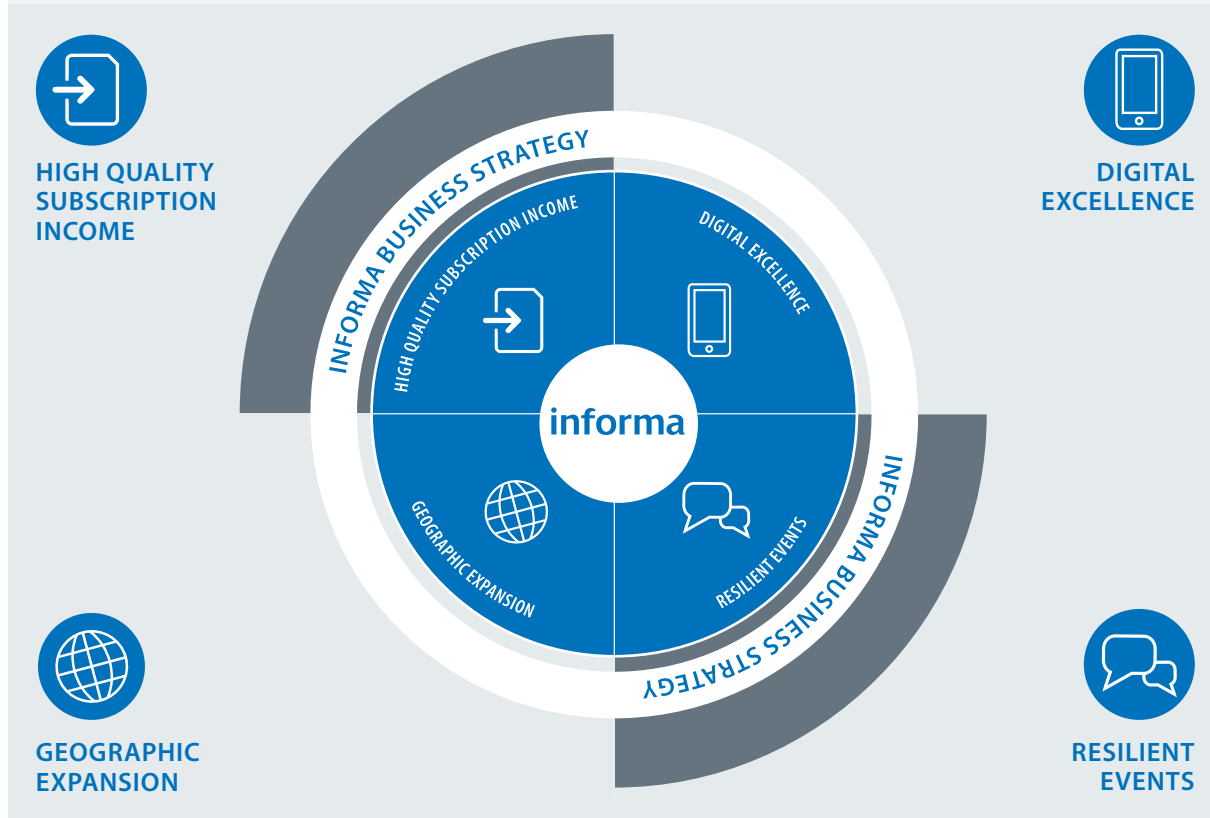 HIGH QUALITY
SUBSCRIPTION
INCOME
DIGITAL
EXCELLENCE
INFORMA BUSINESS STRATEGY
HIGH QUALITY SUBSCRIPTION INCOME
DIGITAL EXCELLENCE
informa
GEOGRAPHIC EXPANSION
RESILIENT EVENTS
INFORMA BUSINESS STRATEGY
GEOGRAPHIC
EXPANSION
RESILIENT
EVENTS